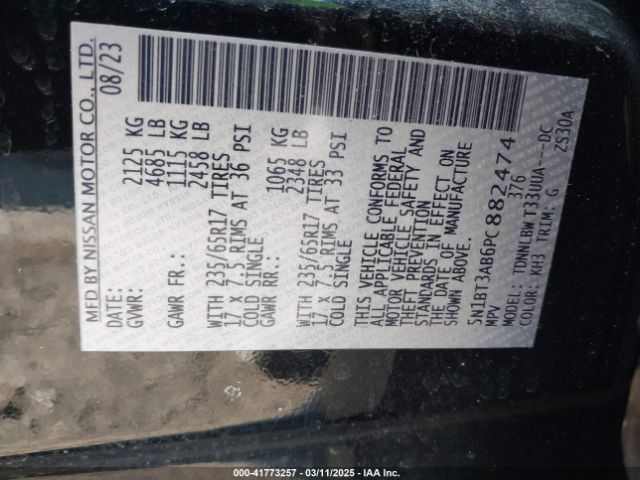 MFD BY NISSAN MOTOR CO., LTD.
DATE: 08/23
GVWR: 2125 KG
4685 LB
GAWR FR.: 1115 KG
2458 LB
WITH 235/65R17 TIRES
17 X 7.5 RIMS AT 36 PSI
COLD SINGLE
GAWR RR.: 1065 KG
2348 LB
WITH 235/65R17 TIRES
17 X 7.5 RIMS AT 33 PSI
COLD SINGLE
THIS VEHICLE CONFORMS TO
ALL APPLICABLE FEDERAL
MOTOR VEHICLE SAFETY AND
THEFT PREVENTION
STANDARDS IN EFFECT ON
THE DATE OF MANUFACTURE
SHOWN ABOVE.
5N1BT3AB6PC882474
MPV 376
MODEL: TDNNLBWT33IUUA----DC
COLOR: KH3 TRIM: G ZS30A
000-41773257 - 03/11/2025 - IAA Inc.